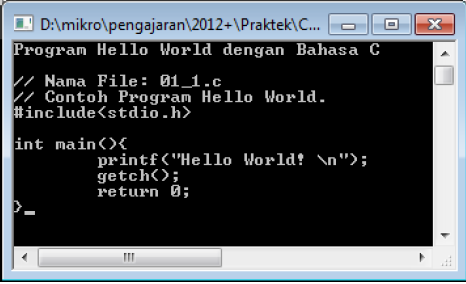 D:\mikro\pengajaran\2012+\Praktek\C...
Program Hello World dengan Bahasa C
// Nama File: 01_1.c
// Contoh Program Hello World.
#include<stdio.h>
int main(){
printf("Hello World! \n");
getch();
return 0;
}_